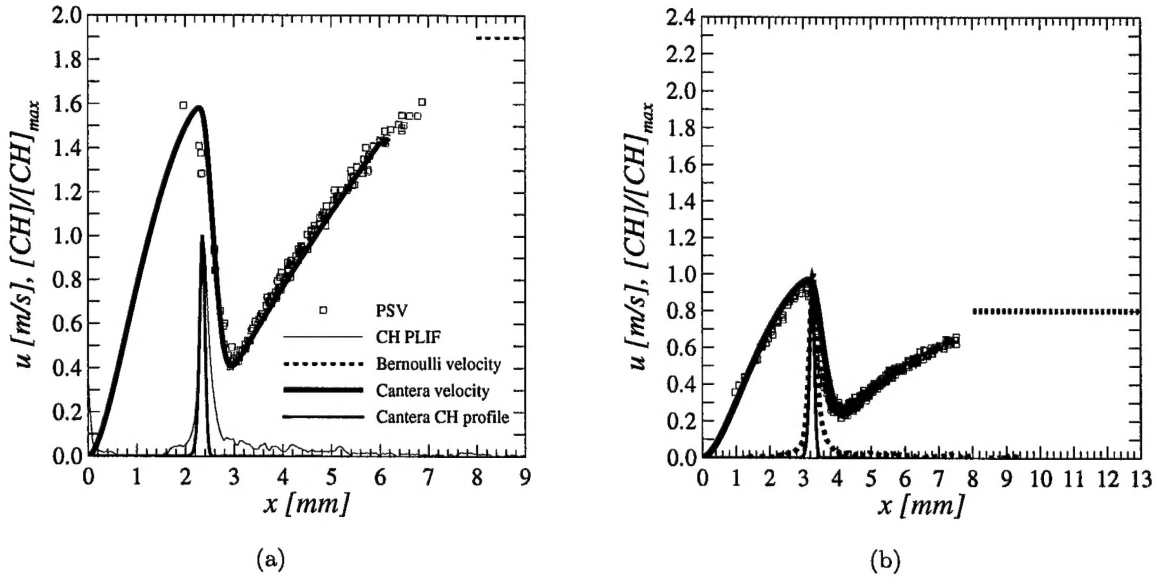 2.0
1.8
1.6
1.4
1.2
1.0
0.8
0.6
0.4
0.2
0.0
u [m/s], [CH]/[CH]max
PSV
CH PLIF
Bernoulli velocity
Cantera velocity
Cantera CH profile
0 1 2 3 4 5 6 7 8 9
x [mm]
(a)
2.4
2.2
2.0
1.8
1.6
1.4
1.2
1.0
0.8
0.6
0.4
0.2
0.0
u [m/s], [CH]/[CH]max
0 1 2 3 4 5 6 7 8 9 10 11 12 13
x [mm]
(b)